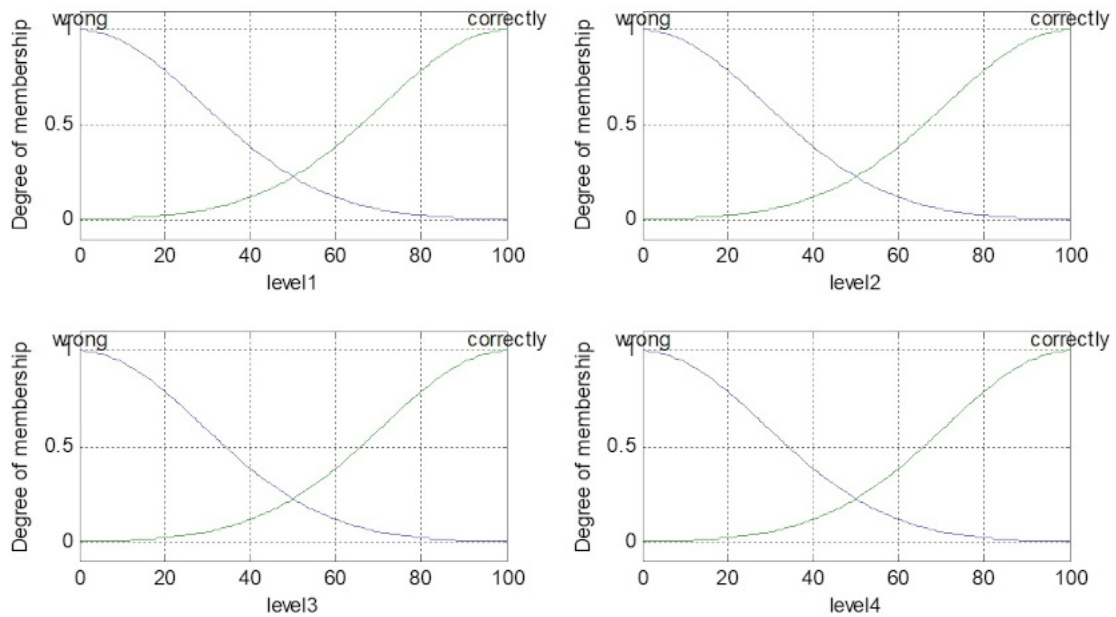 wrong correctly
1
0.5
0
Degree of membership
0 20 40 60 80 100
level1
wrong correctly
1
0.5
0
Degree of membership
0 20 40 60 80 100
level2
wrong correctly
1
0.5
0
Degree of membership
0 20 40 60 80 100
level3
wrong correctly
1
0.5
0
Degree of membership
0 20 40 60 80 100
level4